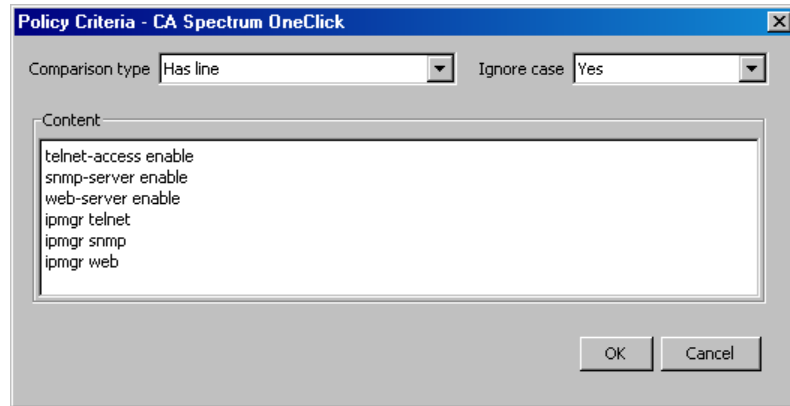 Policy Criteria - CA Spectrum OneClick
Comparison type Has line Ignore case Yes
Content
telnet-access enable
snmp-server enable
web-server enable
ipmgr telnet
ipmgr snmp
ipmgr web
OK Cancel